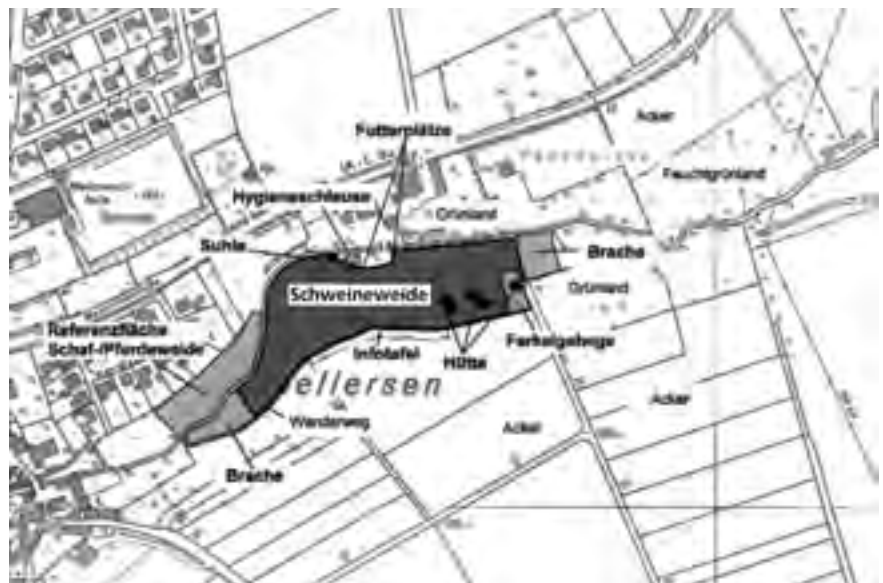 Acker
Futterplätze
Feuchtgrünland
Hygieneschleuse
Grünland
Suhle
Brache
Schweineweide
Grünland
Referenzfläche
Schaf-/Pferdeweide
Infotafel
Hütte
ellersen
Acker
Wanderweg
Acker
Brache